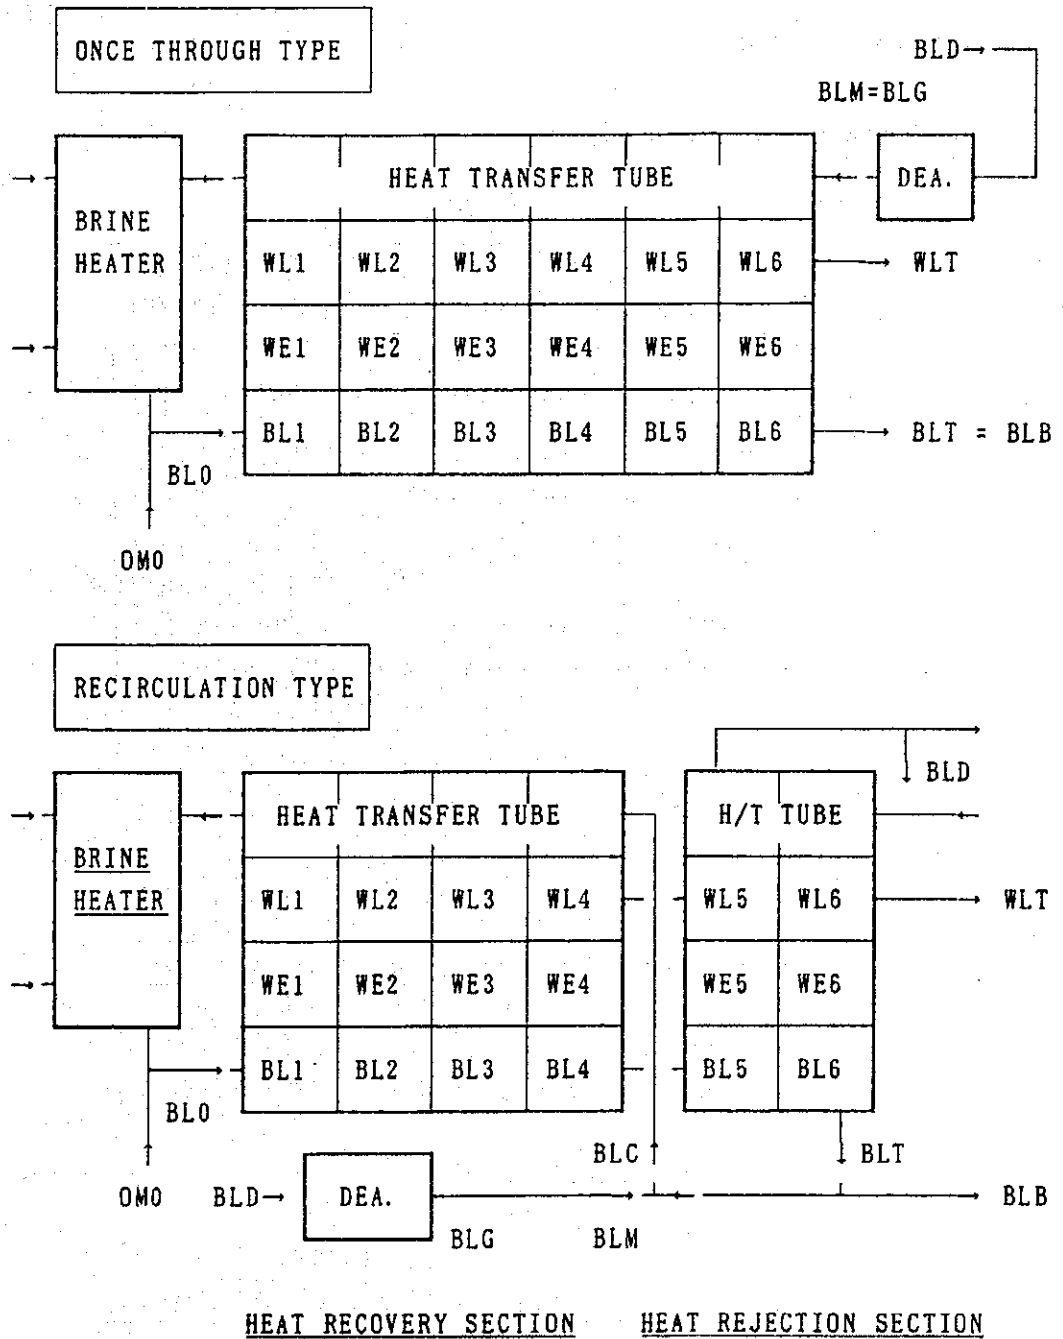 ONCE THROUGH TYPE
BLD
BLM=BLG
HEAT TRANSFER TUBE
DEA.
BRINE
HEATER
WL1 WL2 WL3 WL4 WL5 WL6 WLT
WE1 WE2 WE3 WE4 WE5 WE6
BL1 BL2 BL3 BL4 BL5 BL6 BLT = BLB
BL0
OM0
RECIRCULATION TYPE
BLD
HEAT TRANSFER TUBE H/T TUBE
BRINE
HEATER
WL1 WL2 WL3 WL4 WL5 WL6 WLT
WE1 WE2 WE3 WE4 WE5 WE6
BL1 BL2 BL3 BL4 BL5 BL6
BL0
BLC BLT
OM0 BLD DEA. BLB
BLG BLM
HEAT RECOVERY SECTION HEAT REJECTION SECTION